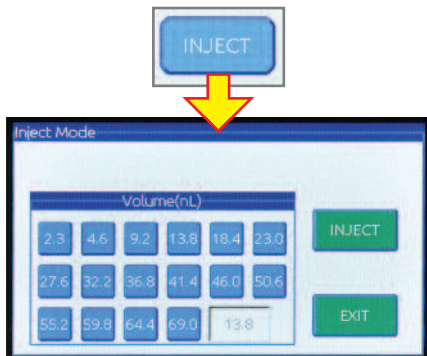 INJECT
Inject Mode
Volume(nL)
2.3 4.6 9.2 13.8 18.4 23.0
INJECT
27.6 32.2 36.8 41.4 46.0 50.6
55.2 59.8 64.4 69.0 13.8
EXIT